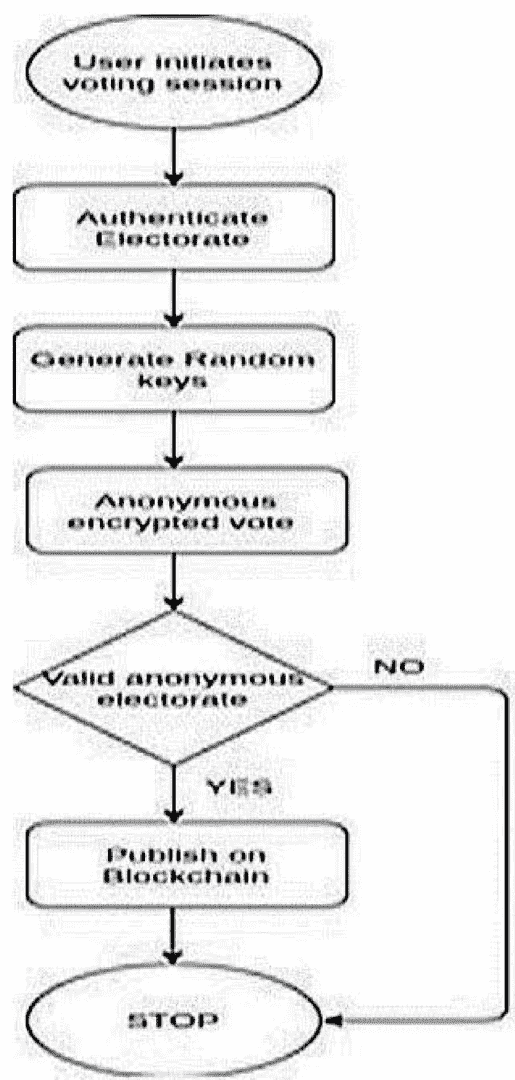 User initiates
voting session
Authenticate
Electorate
Generate Random
keys
Anonymous
encrypted vote
Valid anonymous
electorate
NO
YES
Publish on
Blockchain
STOP